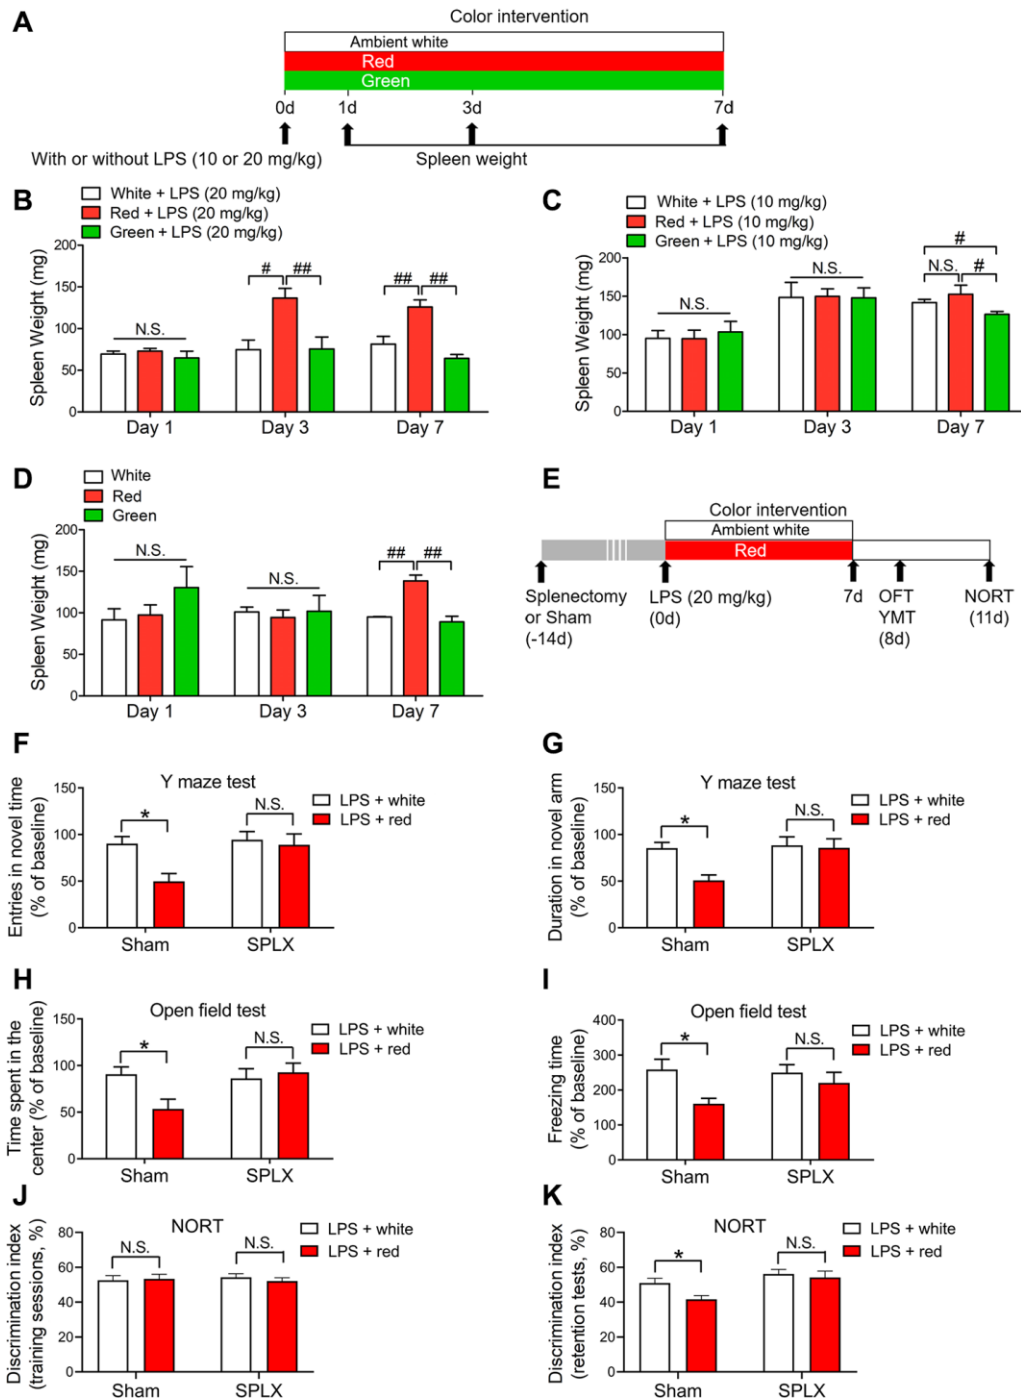 A
Color intervention
Ambient white
Red
Green
0d 1d 3d 7d
With or without LPS (10 or 20 mg/kg)
Spleen weight
B
White + LPS (20 mg/kg)
Red + LPS (20 mg/kg)
Green + LPS (20 mg/kg)
Spleen Weight (mg)
200
150
100
50
0
N.S.
# ##
## ##
Day 1 Day 3 Day 7
C
White + LPS (10 mg/kg)
Red + LPS (10 mg/kg)
Green + LPS (10 mg/kg)
Spleen Weight (mg)
200
150
100
50
0
N.S.
N.S.
#
N.S. #
Day 1 Day 3 Day 7
D
White
Red
Green
Spleen Weight (mg)
200
150
100
50
0
N.S.
N.S.
## ##
Day 1 Day 3 Day 7
E
Color intervention
Ambient white
Red
Splenectomy
or Sham
(-14d)
LPS (20 mg/kg)
(0d)
7d
OFT
YMT
(8d)
NORT
(11d)
F
Y maze test
Entries in novel time
(% of baseline)
150
100
50
0
*
N.S.
LPS + white
LPS + red
Sham SPLX
G
Y maze test
Duration in novel arm
(% of baseline)
150
100
50
0
*
N.S.
LPS + white
LPS + red
Sham SPLX
H
Open field test
Time spent in the
center (% of baseline)
150
100
50
0
*
N.S.
LPS + white
LPS + red
Sham SPLX
I
Open field test
Freezing time
(% of baseline)
400
300
200
100
0
*
N.S.
LPS + white
LPS + red
Sham SPLX
J
NORT
Discrimination index
(training sessions, %)
80
60
40
20
0
N.S.
N.S.
LPS + white
LPS + red
Sham SPLX
K
NORT
Discrimination index
(retention tests, %)
80
60
40
20
0
*
N.S.
LPS + white
LPS + red
Sham SPLX